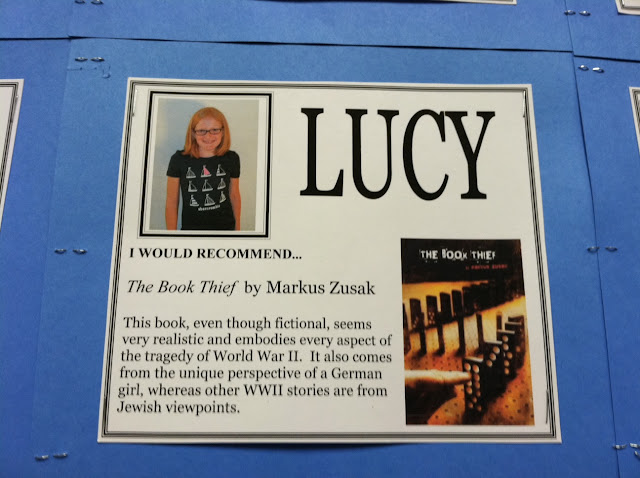 LUCY
I WOULD RECOMMEND...
The Book Thief by Markus Zusak
This book, even though fictional, seems
very realistic and embodies every aspect of
the tragedy of World War II. It also comes
from the unique perspective of a German
girl, whereas other WWII stories are from
Jewish viewpoints.
THE BOOK THIEF
MARKUS ZUSAK